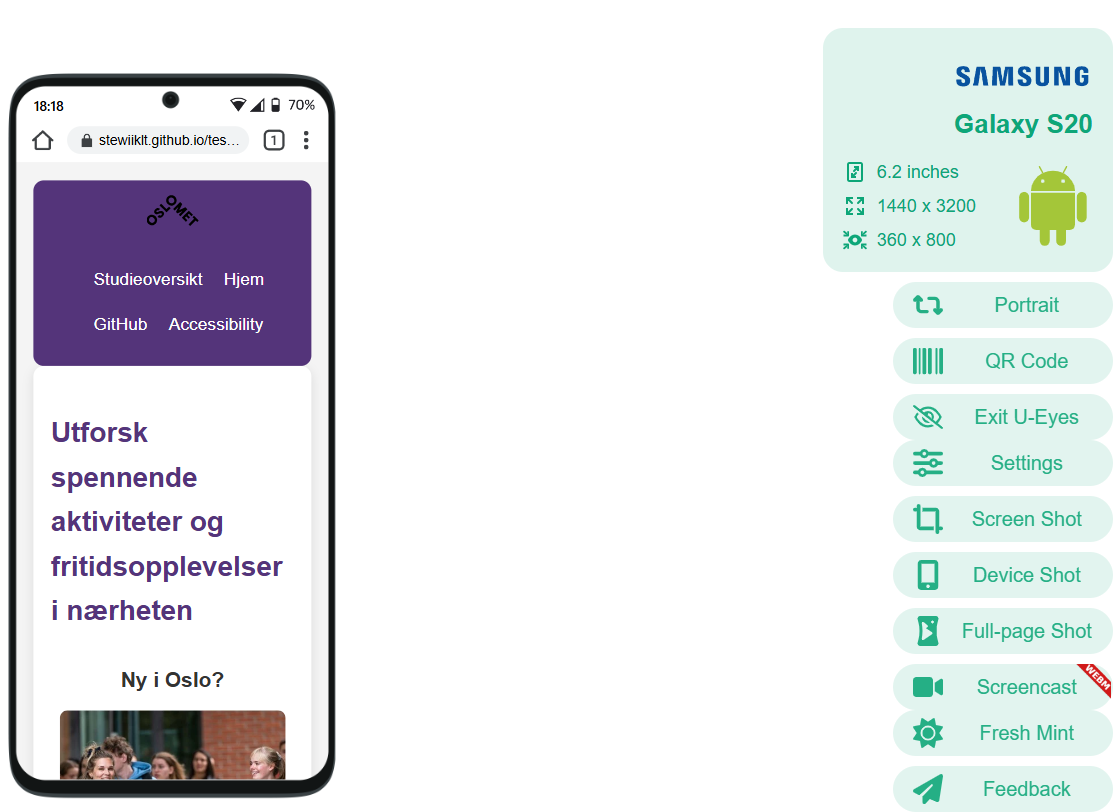 18:18
70%
stewiiklt.github.io/tes...
1
OSLOMET
Studieoversikt Hjem
GitHub Accessibility
Utforsk
spennende
aktiviteter og
fritidsopplevelser
i nærheten
Ny i Oslo?
SAMSUNG
Galaxy S20
6.2 inches
1440 x 3200
360 x 800
Portrait
QR Code
Exit U-Eyes
Settings
Screen Shot
Device Shot
Full-page Shot
Screencast
WEBM
Fresh Mint
Feedback